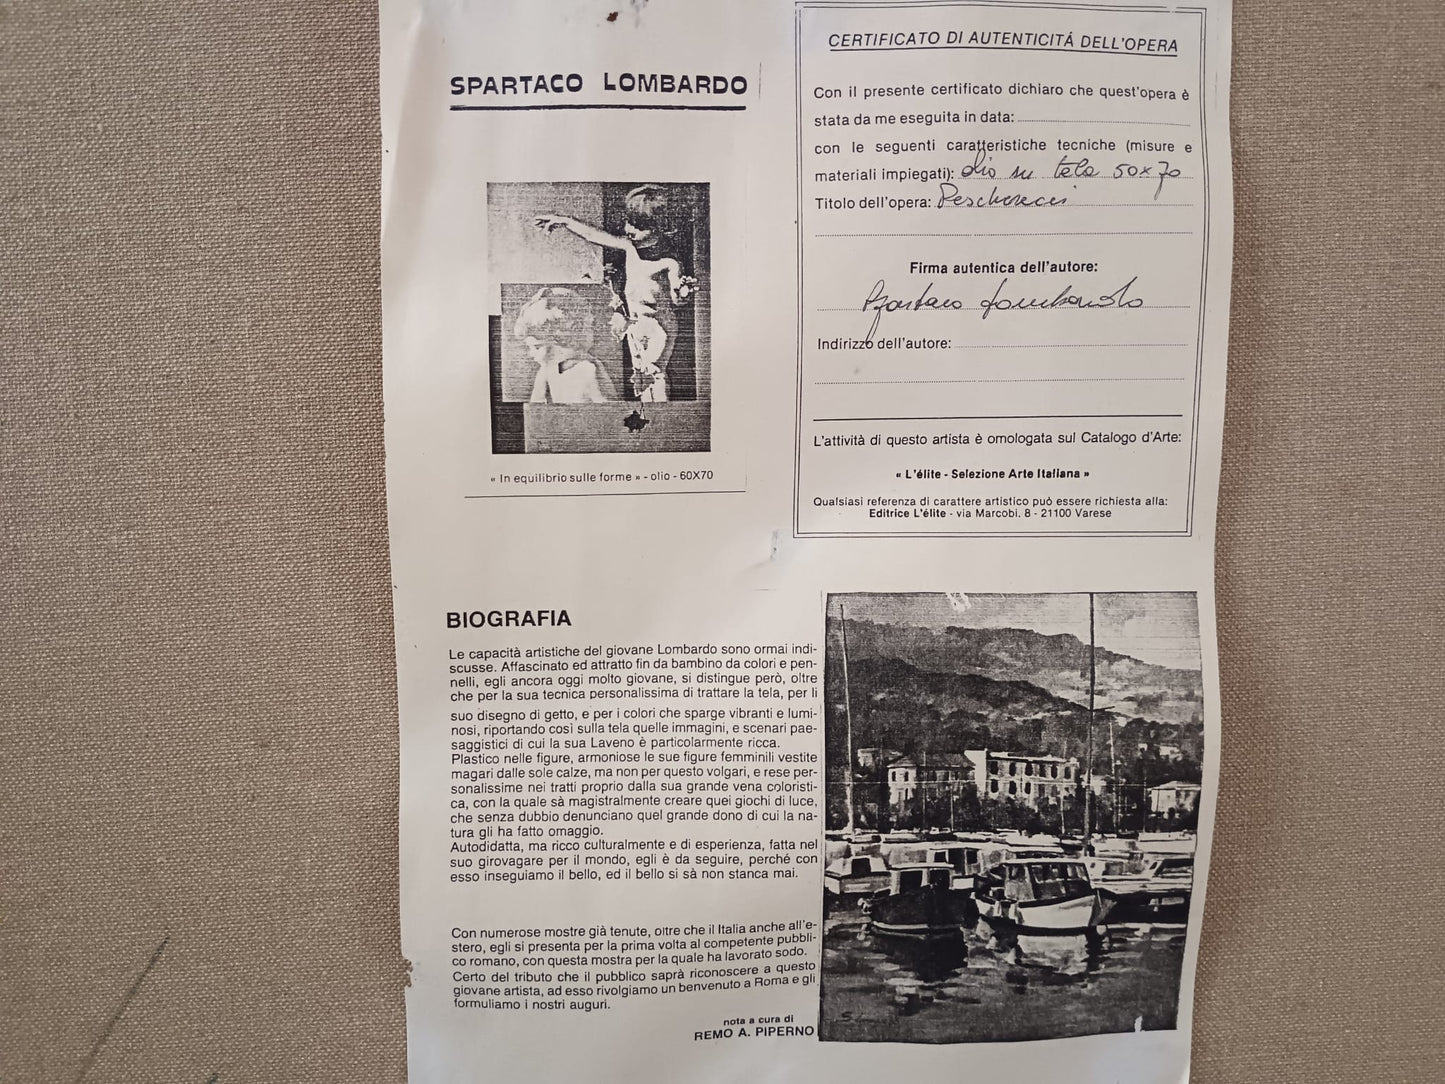 SPARTACO LOMBARDO
« In equilibrio sulle forme » - olio - 60X70
CERTIFICATO DI AUTENTICITÁ DELL'OPERA
Con il presente certificato dichiaro che quest'opera è
stata da me eseguita in data:
con le seguenti caratteristiche tecniche (misure e
materiali impiegati): olio su tela 50x70
Titolo dell'opera:
Firma autentica dell'autore:
Spartaco Lombardo
Indirizzo dell'autore:
L'attività di questo artista è omologata sul Catalogo d'Arte:
« L'élite - Selezione Arte Italiana »
Qualsiasi referenza di carattere artistico può essere richiesta alla:
Editrice L'élite - via Marcobi. 8 - 21100 Varese
BIOGRAFIA
Le capacità artistiche del giovane Lombardo sono ormai indi-
scusse. Affascinato ed attratto fin da bambino da colori e pen-
nelli, egli ancora oggi molto giovane, si distingue però, oltre
che per la sua tecnica personalissima di trattare la tela, per li
suo disegno di getto, e per i colori che sparge vibranti e lumi-
nosi, riportando così sulla tela quelle immagini, e scenari pae-
saggistici di cui la sua Laveno è particolarmente ricca.
Plastico nelle figure, armoniose le sue figure femminili vestite
magari dalle sole calze, ma non per questo volgari, e rese per-
sonalissime nei tratti proprio dalla sua grande vena coloristi-
ca, con la quale sà magistralmente creare quei giochi di luce,
che senza dubbio denunciano quel grande dono di cui la na-
tura gli ha fatto omaggio.
Autodidatta, ma ricco culturalmente e di esperienza, fatta nel
suo girovagare per il mondo, egli è da seguire, perché con
esso inseguiamo il bello, ed il bello si sà non stanca mai.
Con numerose mostre già tenute, oltre che il Italia anche all'e-
stero, egli si presenta per la prima volta al competente pubbli-
co romano, con questa mostra per la quale ha lavorato sodo.
Certo del tributo che il pubblico saprà riconoscere a questo
giovane artista, ad esso rivolgiamo un benvenuto a Roma e gli
formuliamo i nostri auguri.
nota a cura di
REMO A. PIPERNO